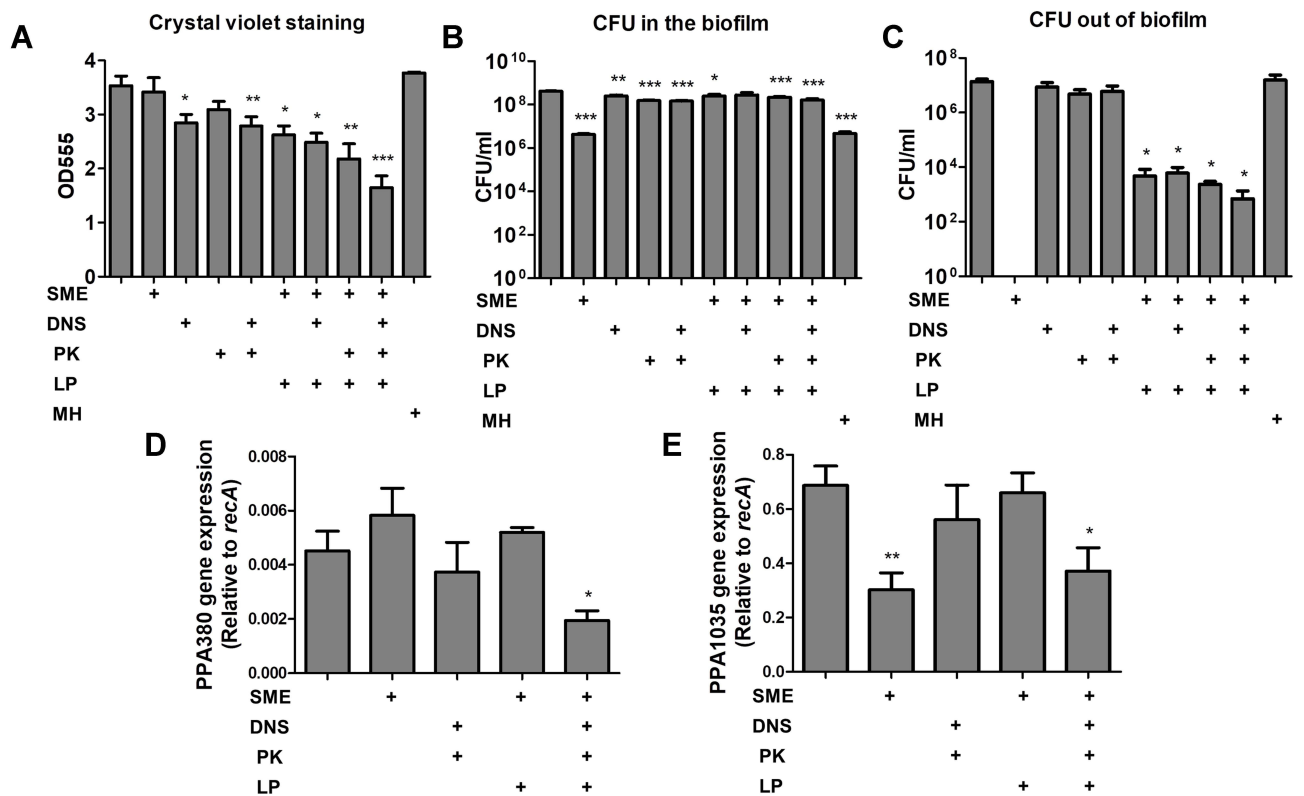 A
Crystal violet staining
OD555
4
3
2
1
0
* ** * * ** ***
SME + + + + +
DNS + + + +
PK + + + +
LP + + + +
MH +
B
CFU in the biofilm
CFU/ml
10^10
10^8
10^6
10^4
10^2
10^0
*** ** *** *** * *** *** ***
SME + + + + +
DNS + + + +
PK + + + +
LP + + + +
MH +
C
CFU out of biofilm
CFU/ml
10^8
10^6
10^4
10^2
10^0
* * * *
SME + + + + +
DNS + + + +
PK + + + +
LP + + + +
MH +
D
PPA380 gene expression
(Relative to recA)
0.008
0.006
0.004
0.002
0.000
*
SME + + +
DNS + +
PK + +
LP + +
E
PPA1035 gene expression
(Relative to recA)
0.8
0.6
0.4
0.2
0.0
** *
SME + + +
DNS + +
PK + +
LP + +